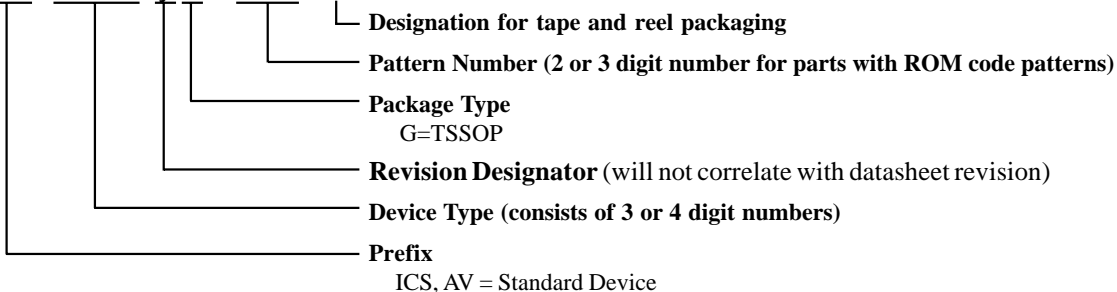 Designation for tape and reel packaging
Pattern Number (2 or 3 digit number for parts with ROM code patterns)
Package Type
G=TSSOP
Revision Designator (will not correlate with datasheet revision)
Device Type (consists of 3 or 4 digit numbers)
Prefix
ICS, AV = Standard Device